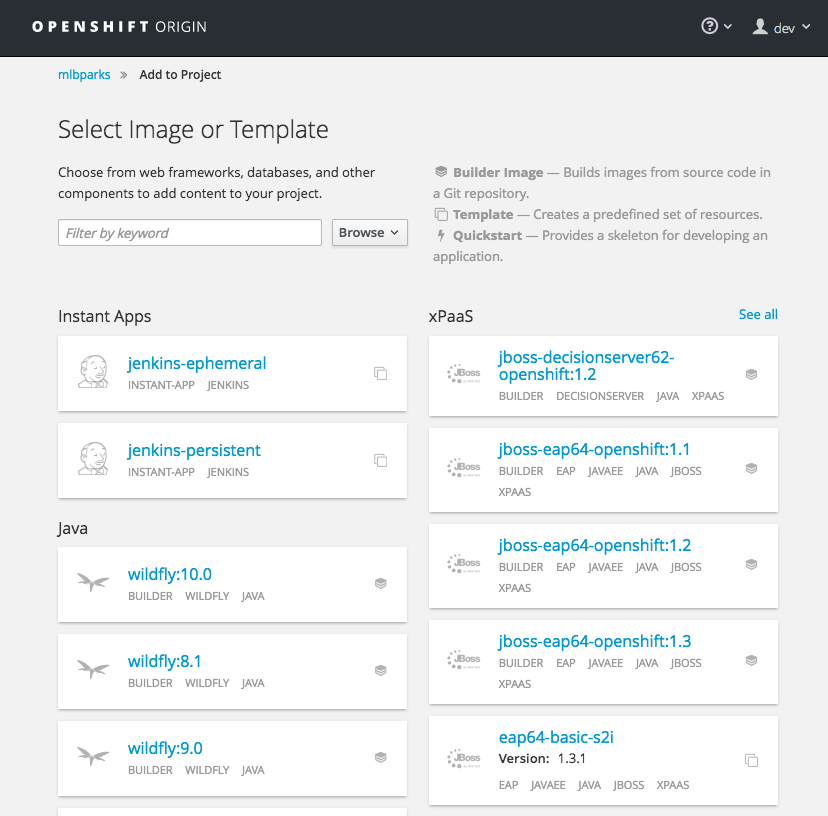 OPENSHIFT ORIGIN
dev
mlbparks » Add to Project
Select Image or Template
Choose from web frameworks, databases, and other
components to add content to your project.
Filter by keyword
Browse
Builder Image — Builds images from source code in
a Git repository.
Template — Creates a predefined set of resources.
Quickstart — Provides a skeleton for developing an
application.
Instant Apps
jenkins-ephemeral
INSTANT-APP JENKINS
jenkins-persistent
INSTANT-APP JENKINS
Java
wildfly:10.0
BUILDER WILDFLY JAVA
wildfly:8.1
BUILDER WILDFLY JAVA
wildfly:9.0
BUILDER WILDFLY JAVA
xPaaS
See all
JBoss
jboss-decisionserver62-
openshift:1.2
BUILDER DECISIONSERVER JAVA XPAAS
JBoss
jboss-eap64-openshift:1.1
BUILDER EAP JAVAEE JAVA JBOSS
XPAAS
JBoss
jboss-eap64-openshift:1.2
BUILDER EAP JAVAEE JAVA JBOSS
XPAAS
JBoss
jboss-eap64-openshift:1.3
BUILDER EAP JAVAEE JAVA JBOSS
XPAAS
JBoss
eap64-basic-s2i
Version: 1.3.1
EAP JAVAEE JAVA JBOSS XPAAS